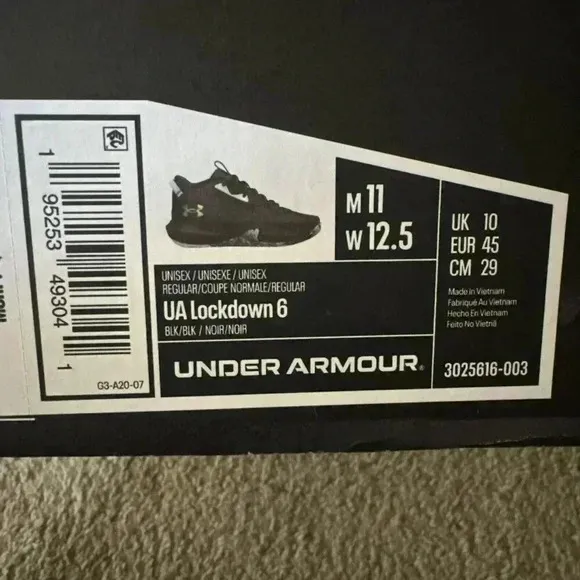 1 95253 49304 1
G3-A20-07
M 11
W 12.5
UNISEX / UNISEXE / UNISEX
REGULAR/COUPE NORMALE/REGULAR
UA Lockdown 6
BLK/BLK / NOIR/NOIR
UNDER ARMOUR®
UK 10
EUR 45
CM 29
Made in Vietnam
Fabriqué Au Vietnam
Hecho En Vietnam
Feito No Vietnã
3025616-003